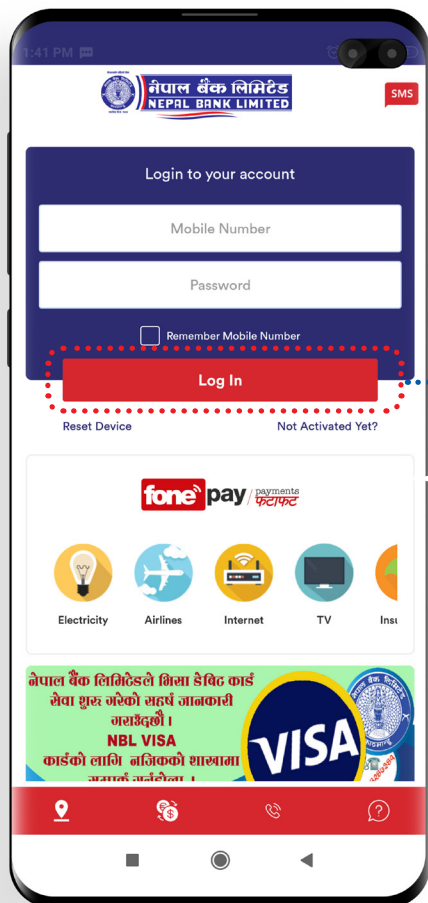 1:41 PM
नेपाल बैंक लिमिटेड
NEPAL BANK LIMITED
SMS
Login to your account
Mobile Number
Password
Remember Mobile Number
Log In
Reset Device
Not Activated Yet?
fone pay / payments
फटाफट
Electricity
Airlines
Internet
TV
Insu
नेपाल बैंक लिमिटेडले भिसा डेबिट कार्ड
सेवा शुरु गरेको सहर्ष जानकारी
गराउँदछौं ।
NBL VISA
कार्डको लागि नजिकको शाखामा
VISA